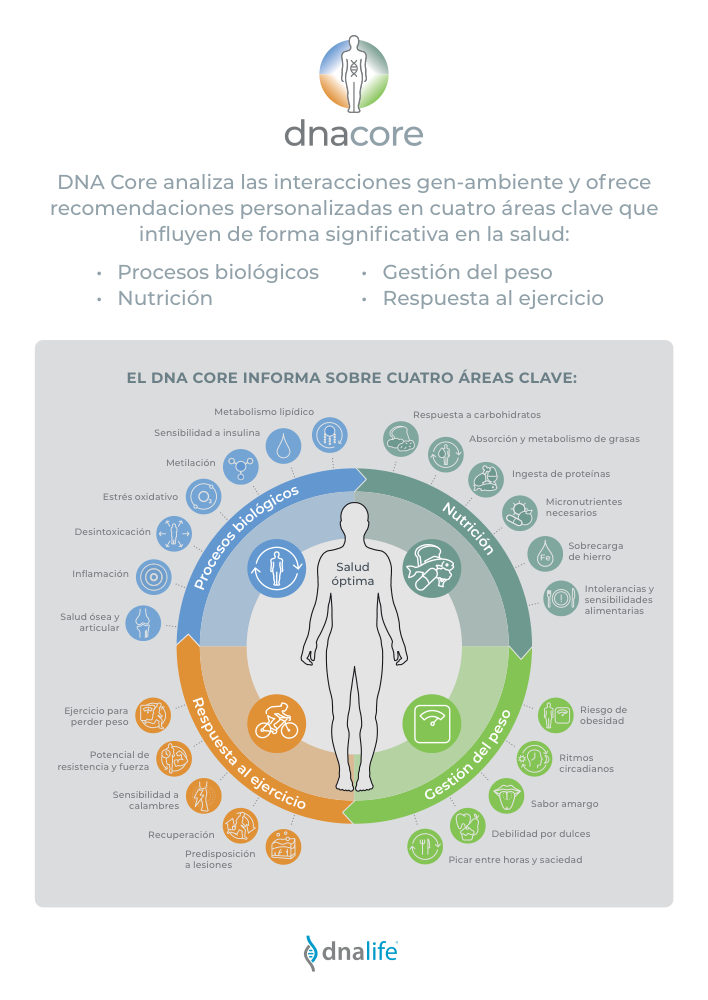 dnacore
DNA Core analiza las interacciones gen-ambiente y ofrece
recomendaciones personalizadas en cuatro áreas clave que
influyen de forma significativa en la salud:
• Procesos biológicos
• Nutrición
• Gestión del peso
• Respuesta al ejercicio
EL DNA CORE INFORMA SOBRE CUATRO ÁREAS CLAVE:
Metabolismo lipídico
Sensibilidad a insulina
Metilación
Estrés oxidativo
Desintoxicación
Inflamación
Salud ósea y
articular
Procesos biológicos
Respuesta a carbohidratos
Absorción y metabolismo de grasas
Ingesta de proteínas
Micronutrientes
necesarios
Sobrecarga
de hierro
Fe
Intolerancias y
sensibilidades
alimentarias
Nutrición
Salud
óptima
Ejercicio para
perder peso
Potencial de
resistencia y fuerza
Sensibilidad a
calambres
Recuperación
Predisposición
a lesiones
Respuesta al ejercicio
Riesgo de
obesidad
Ritmos
circadianos
Sabor amargo
Debilidad por dulces
Picar entre horas y saciedad
Gestión del peso
dnalife